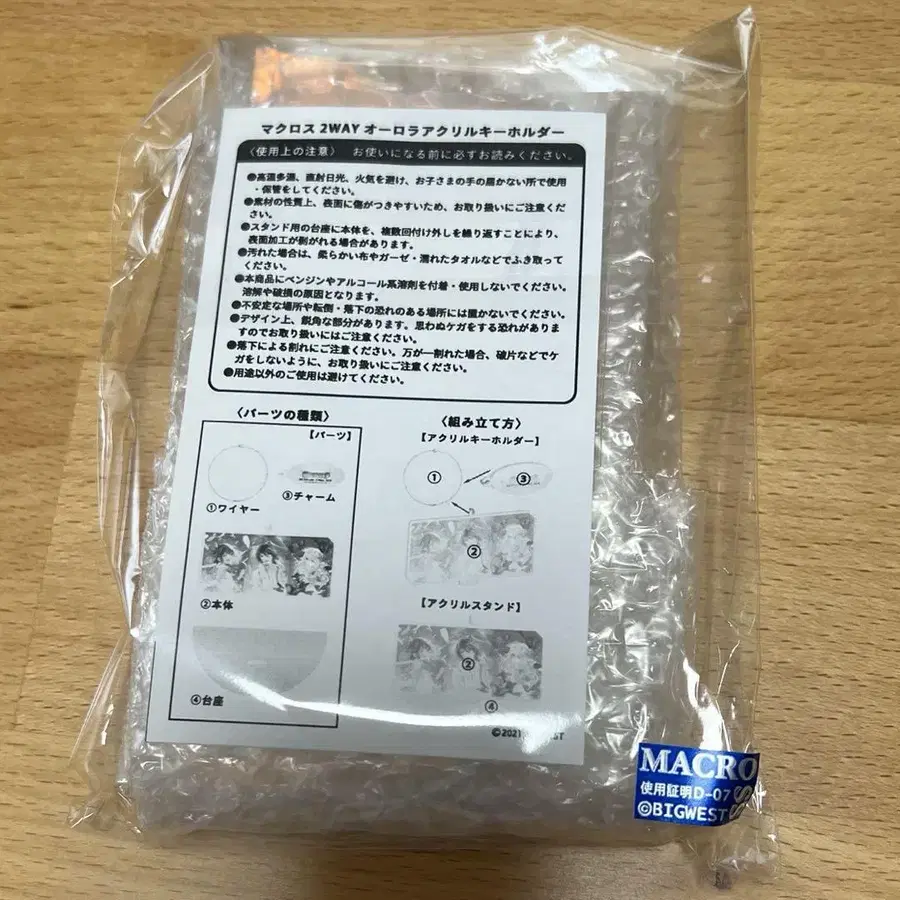 マクロス 2WAY オーロラアクリルキーホルダー
〈使用上の注意〉 お使いになる前に必ずお読みください。
●高温多湿、直射日光、火気を避け、お子さまの手の届かない所で使用
・保管をしてください。
●素材の性質上、表面に傷がつきやすいため、お取り扱いにご注意くだ
さい。
●スタンド用の台座に本体を、複数回付け外しを繰り返すことにより、
表面加工が剥がれる場合があります。
●汚れた場合は、柔らかい布やガーゼ・濡れたタオルなどでふき取って
ください。
●本商品にベンジンやアルコール系溶剤を付着・使用しないでください。
溶解や破損の原因となります。
●不安定な場所や転倒・落下の恐れのある場所には置かないでください。
●デザイン上、鋭角な部分があります。思わぬケガをする恐れがありま
すのでお取り扱いにはご注意ください。
●落下による割れにご注意ください。万が一割れた場合、破片などでケ
ガをしないように、お取り扱いにご注意ください。
●用途以外のご使用は避けてください。
〈パーツの種類〉
【パーツ】
①ワイヤー
③チャーム
②本体
④台座
〈組み立て方〉
【アクリルキーホルダー】
①
③
②
【アクリルスタンド】
②
④
©2021 EST
MACROSS
使用証明D-07
©BIGWEST